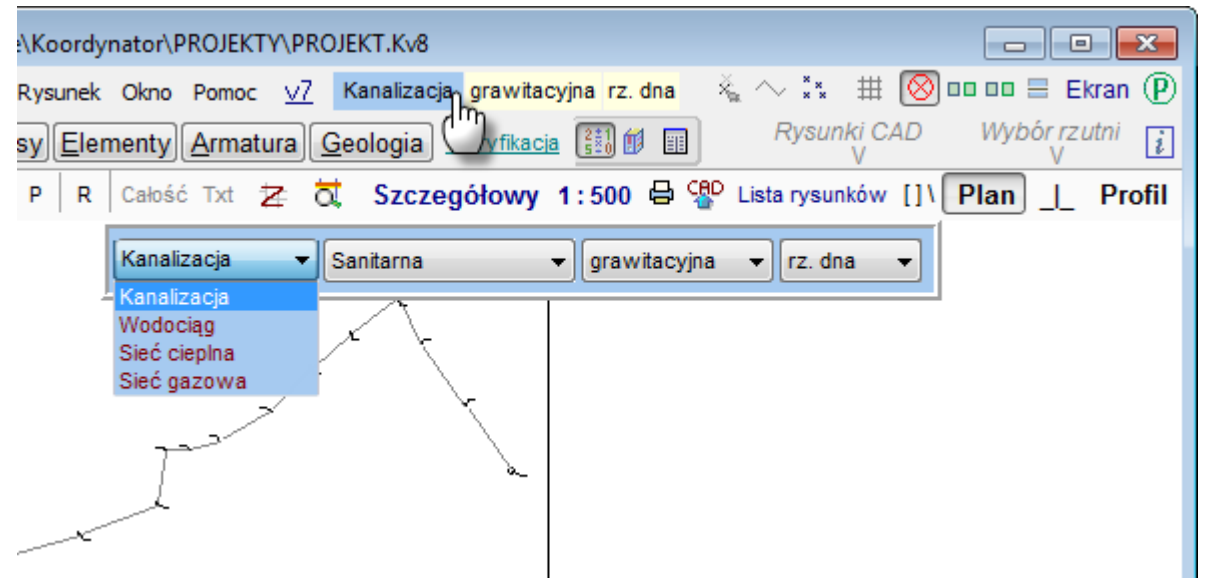 e\Koordynator\PROJEKTY\PROJEKT.Kv8
Rysunek Okno Pomoc v7 Kanalizacja grawitacyjna rz. dna Ekran P
sy Elementy Armatura Geologia yfikacja Rysunki CAD V Wybór rzutni V i
P R Całość Txt Szczegółowy 1:500 CAD Lista rysunków []\ Plan _|_ Profil
Kanalizacja Sanitarna grawitacyjna rz. dna
Kanalizacja
Wodociąg
Sieć cieplna
Sieć gazowa